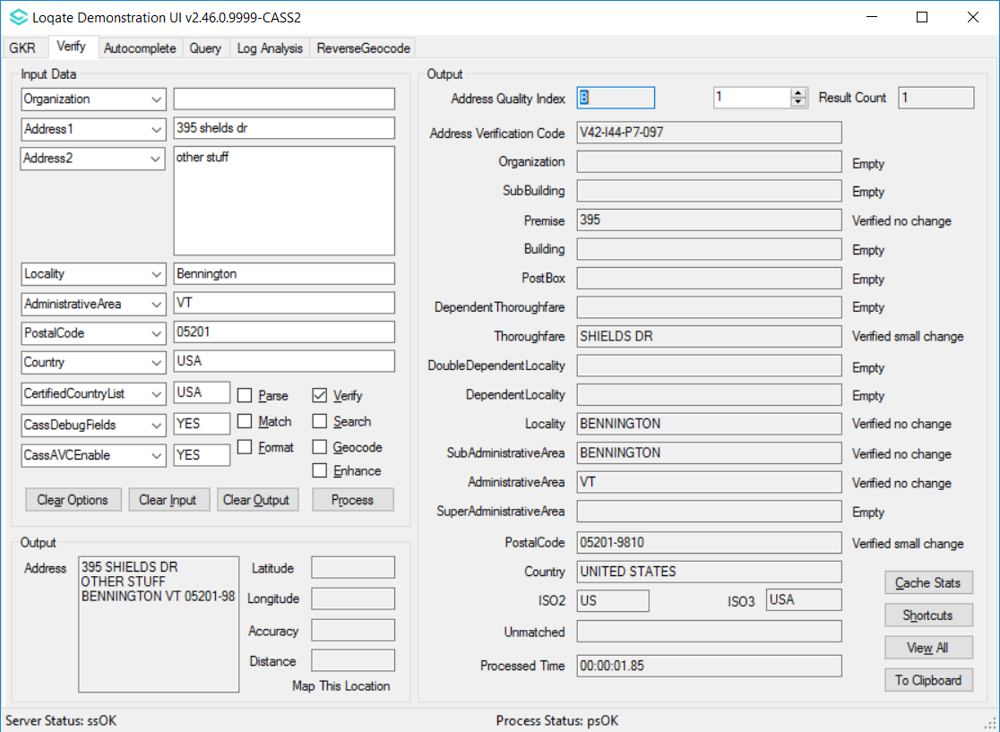 Loqate Demonstration UI v2.46.0.9999-CASS2
GKR Verify Autocomplete Query Log Analysis ReverseGeocode
Input Data
Organization
Address1 395 shelds dr
Address2 other stuff
Locality Bennington
AdministrativeArea VT
PostalCode 05201
Country USA
CertifiedCountryList USA Parse Verify
CassDebugFields YES Match Search
CassAVCEnable YES Format Geocode
Enhance
Clear Options Clear Input Clear Output Process
Output
Address 395 SHIELDS DR
OTHER STUFF
BENNINGTON VT 05201-98
Latitude
Longitude
Accuracy
Distance
Map This Location
Output
Address Quality Index B 1 Result Count 1
Address Verification Code V42-I44-P7-097
Organization Empty
SubBuilding Empty
Premise 395 Verified no change
Building Empty
PostBox Empty
DependentThoroughfare Empty
Thoroughfare SHIELDS DR Verified small change
DoubleDependentLocality Empty
DependentLocality Empty
Locality BENNINGTON Verified no change
SubAdministrativeArea BENNINGTON Verified no change
AdministrativeArea VT Verified no change
SuperAdministrativeArea Empty
PostalCode 05201-9810 Verified small change
Country UNITED STATES
ISO2 US ISO3 USA
Unmatched
Processed Time 00:00:01.85
Cache Stats
Shortcuts
View All
To Clipboard
Server Status: ssOK Process Status: psOK